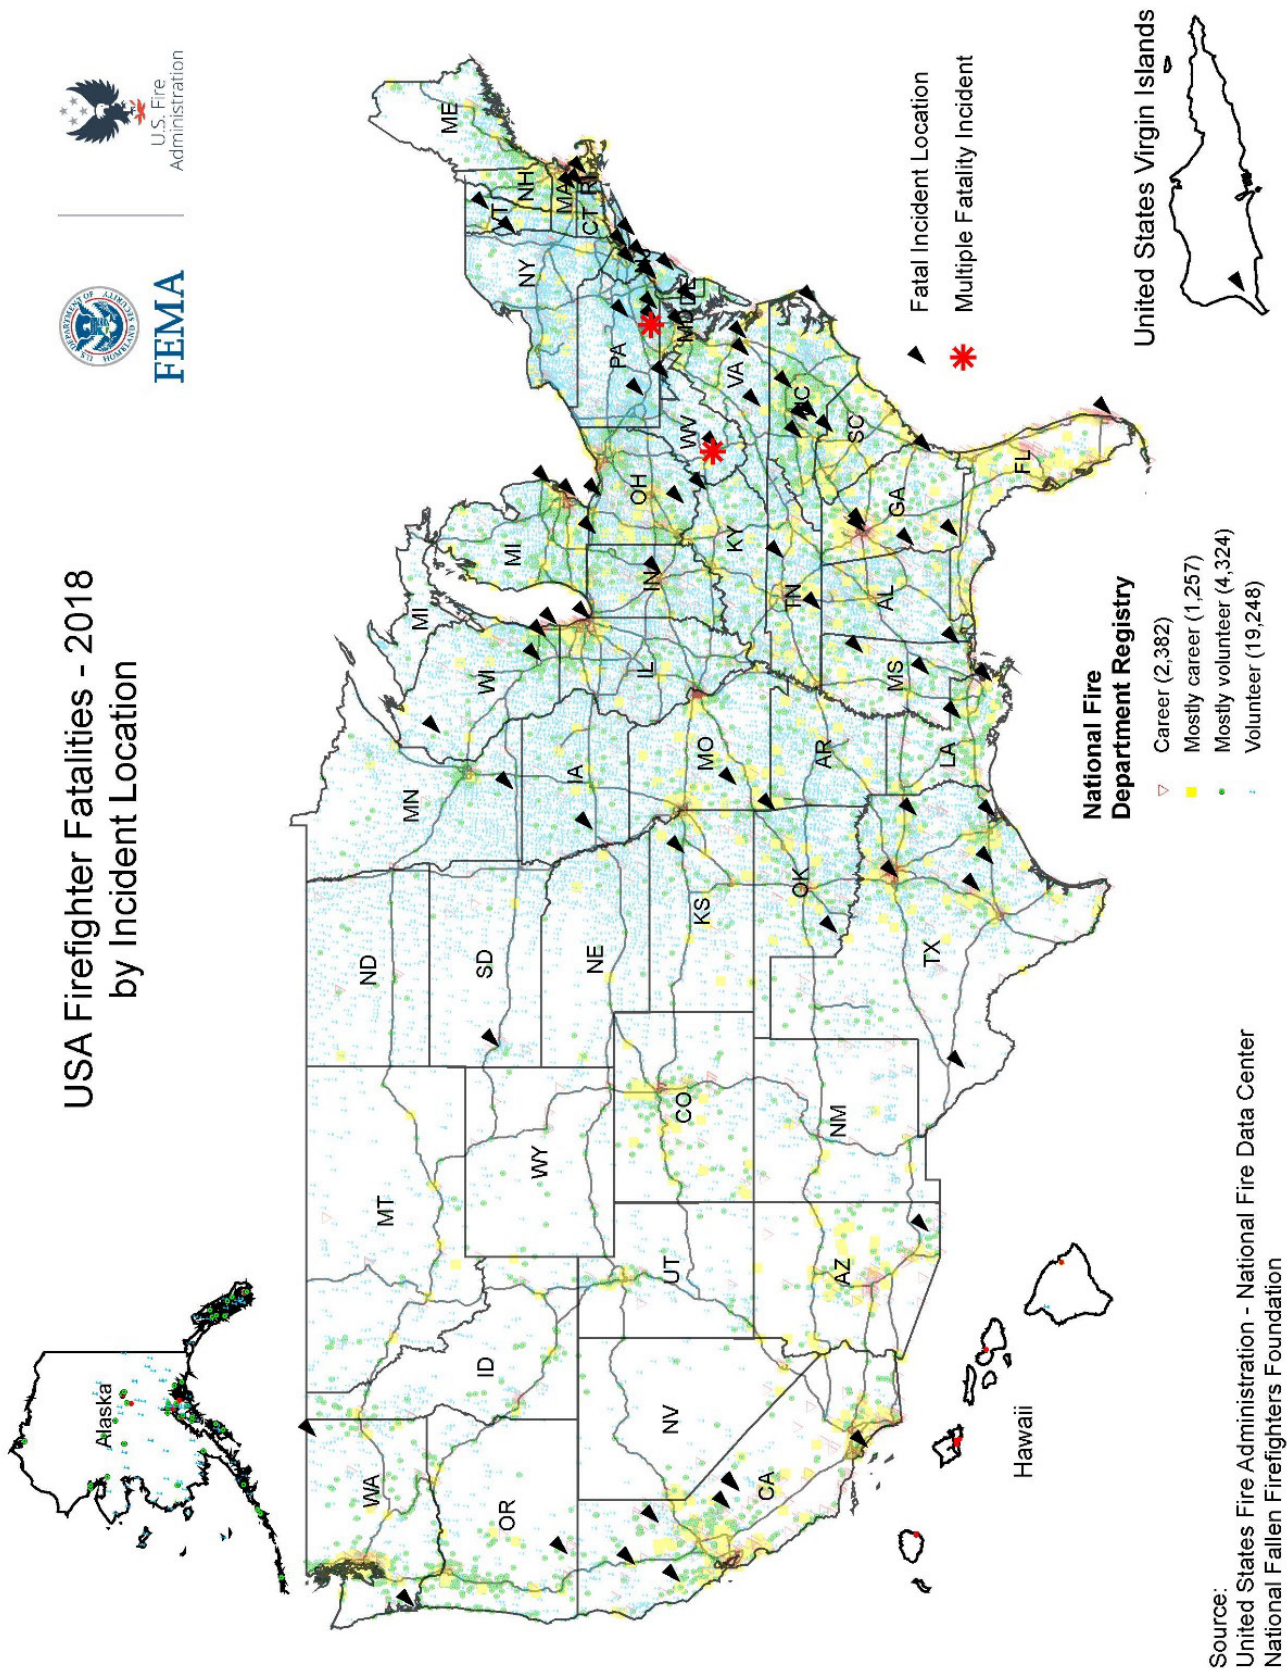 USA Firefighter Fatalities - 2018
by Incident Location
FEMA
U.S. DEPARTMENT OF
HOMELAND SECURITY
U.S. Fire
Administration
Alaska
WA
OR
CA
NV
ID
MT
WY
UT
AZ
CO
NM
ND
SD
NE
KS
OK
TX
MN
IA
MO
AR
LA
WI
IL
MI
MI
IN
OH
KY
TN
MS
AL
GA
FL
SC
NC
VA
WV
PA
NY
VT
NH
ME
MA
RI
CT
NJ
DE
MD
Hawaii
Fatal Incident Location
Multiple Fatality Incident
United States Virgin Islands
National Fire
Department Registry
Career (2,382)
Mostly career (1,257)
Mostly volunteer (4,324)
Volunteer (19,248)
Source:
United States Fire Administration - National Fire Data Center
National Fallen Firefighters Foundation